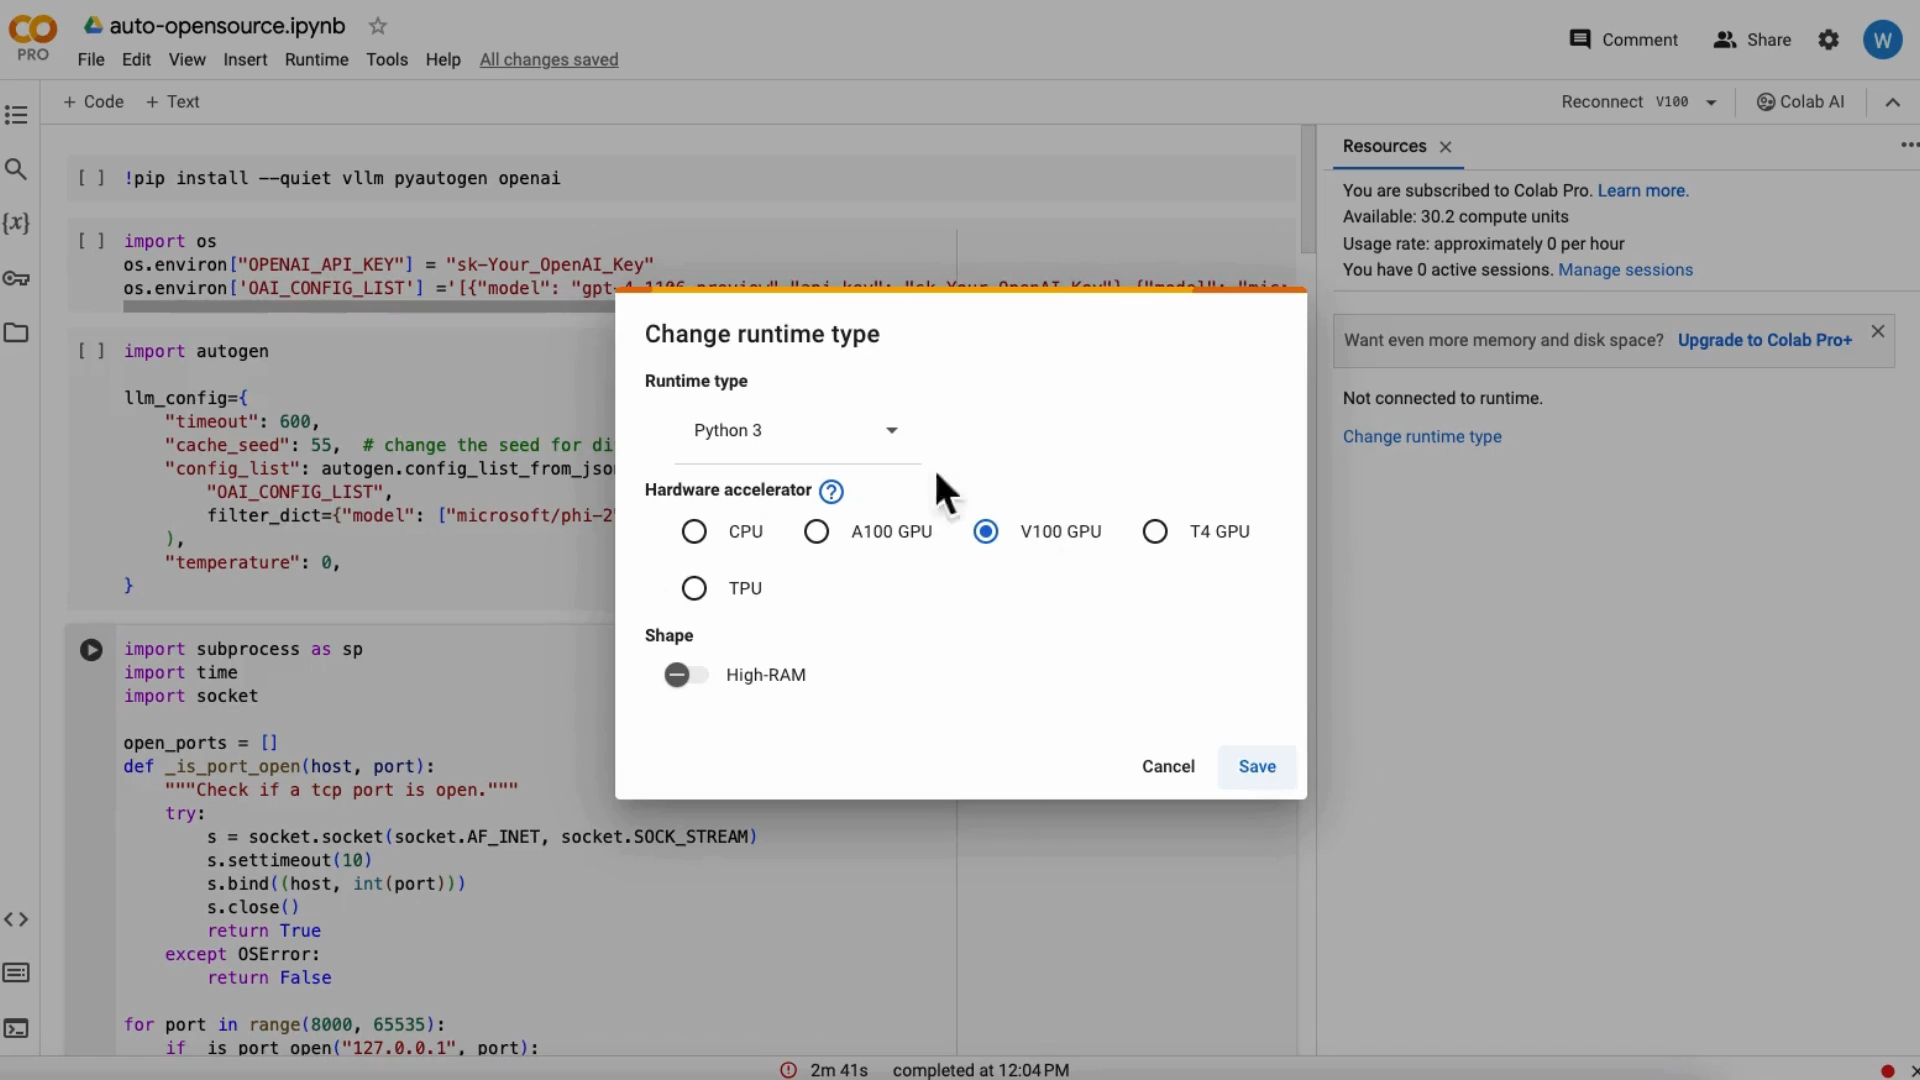 PRO
auto-opensource.ipynb
File Edit View Insert Runtime Tools Help All changes saved
Comment Share W
+ Code + Text
Reconnect V100 Colab AI
[ ] !pip install --quiet vllm pyautogen openai
[ ] import os
os.environ["OPENAI_API_KEY"] = "sk-Your_OpenAI_Key"
os.environ['OAI_CONFIG_LIST'] ='[{"model": "gpt-4-1106-preview","api_key": "sk-Your_OpenAI_Key"},{"model": "mic
[ ] import autogen
llm_config={
"timeout": 600,
"cache_seed": 55, # change the seed for di
"config_list": autogen.config_list_from_jso
"OAI_CONFIG_LIST",
filter_dict={"model": ["microsoft/phi-2"
),
"temperature": 0,
}
import subprocess as sp
import time
import socket
open_ports = []
def _is_port_open(host, port):
"""Check if a tcp port is open."""
try:
s = socket.socket(socket.AF_INET, socket.SOCK_STREAM)
s.settimeout(10)
s.bind((host, int(port)))
s.close()
return True
except OSError:
return False
for port in range(8000, 65535):
if _is_port_open("127.0.0.1", port):
{x}
Change runtime type
Runtime type
Python 3
Hardware accelerator ?
CPU A100 GPU V100 GPU T4 GPU
TPU
Shape
High-RAM
Cancel Save
Resources
You are subscribed to Colab Pro. Learn more.
Available: 30.2 compute units
Usage rate: approximately 0 per hour
You have 0 active sessions. Manage sessions
Want even more memory and disk space? Upgrade to Colab Pro+
Not connected to runtime.
Change runtime type
2m 41s completed at 12:04 PM